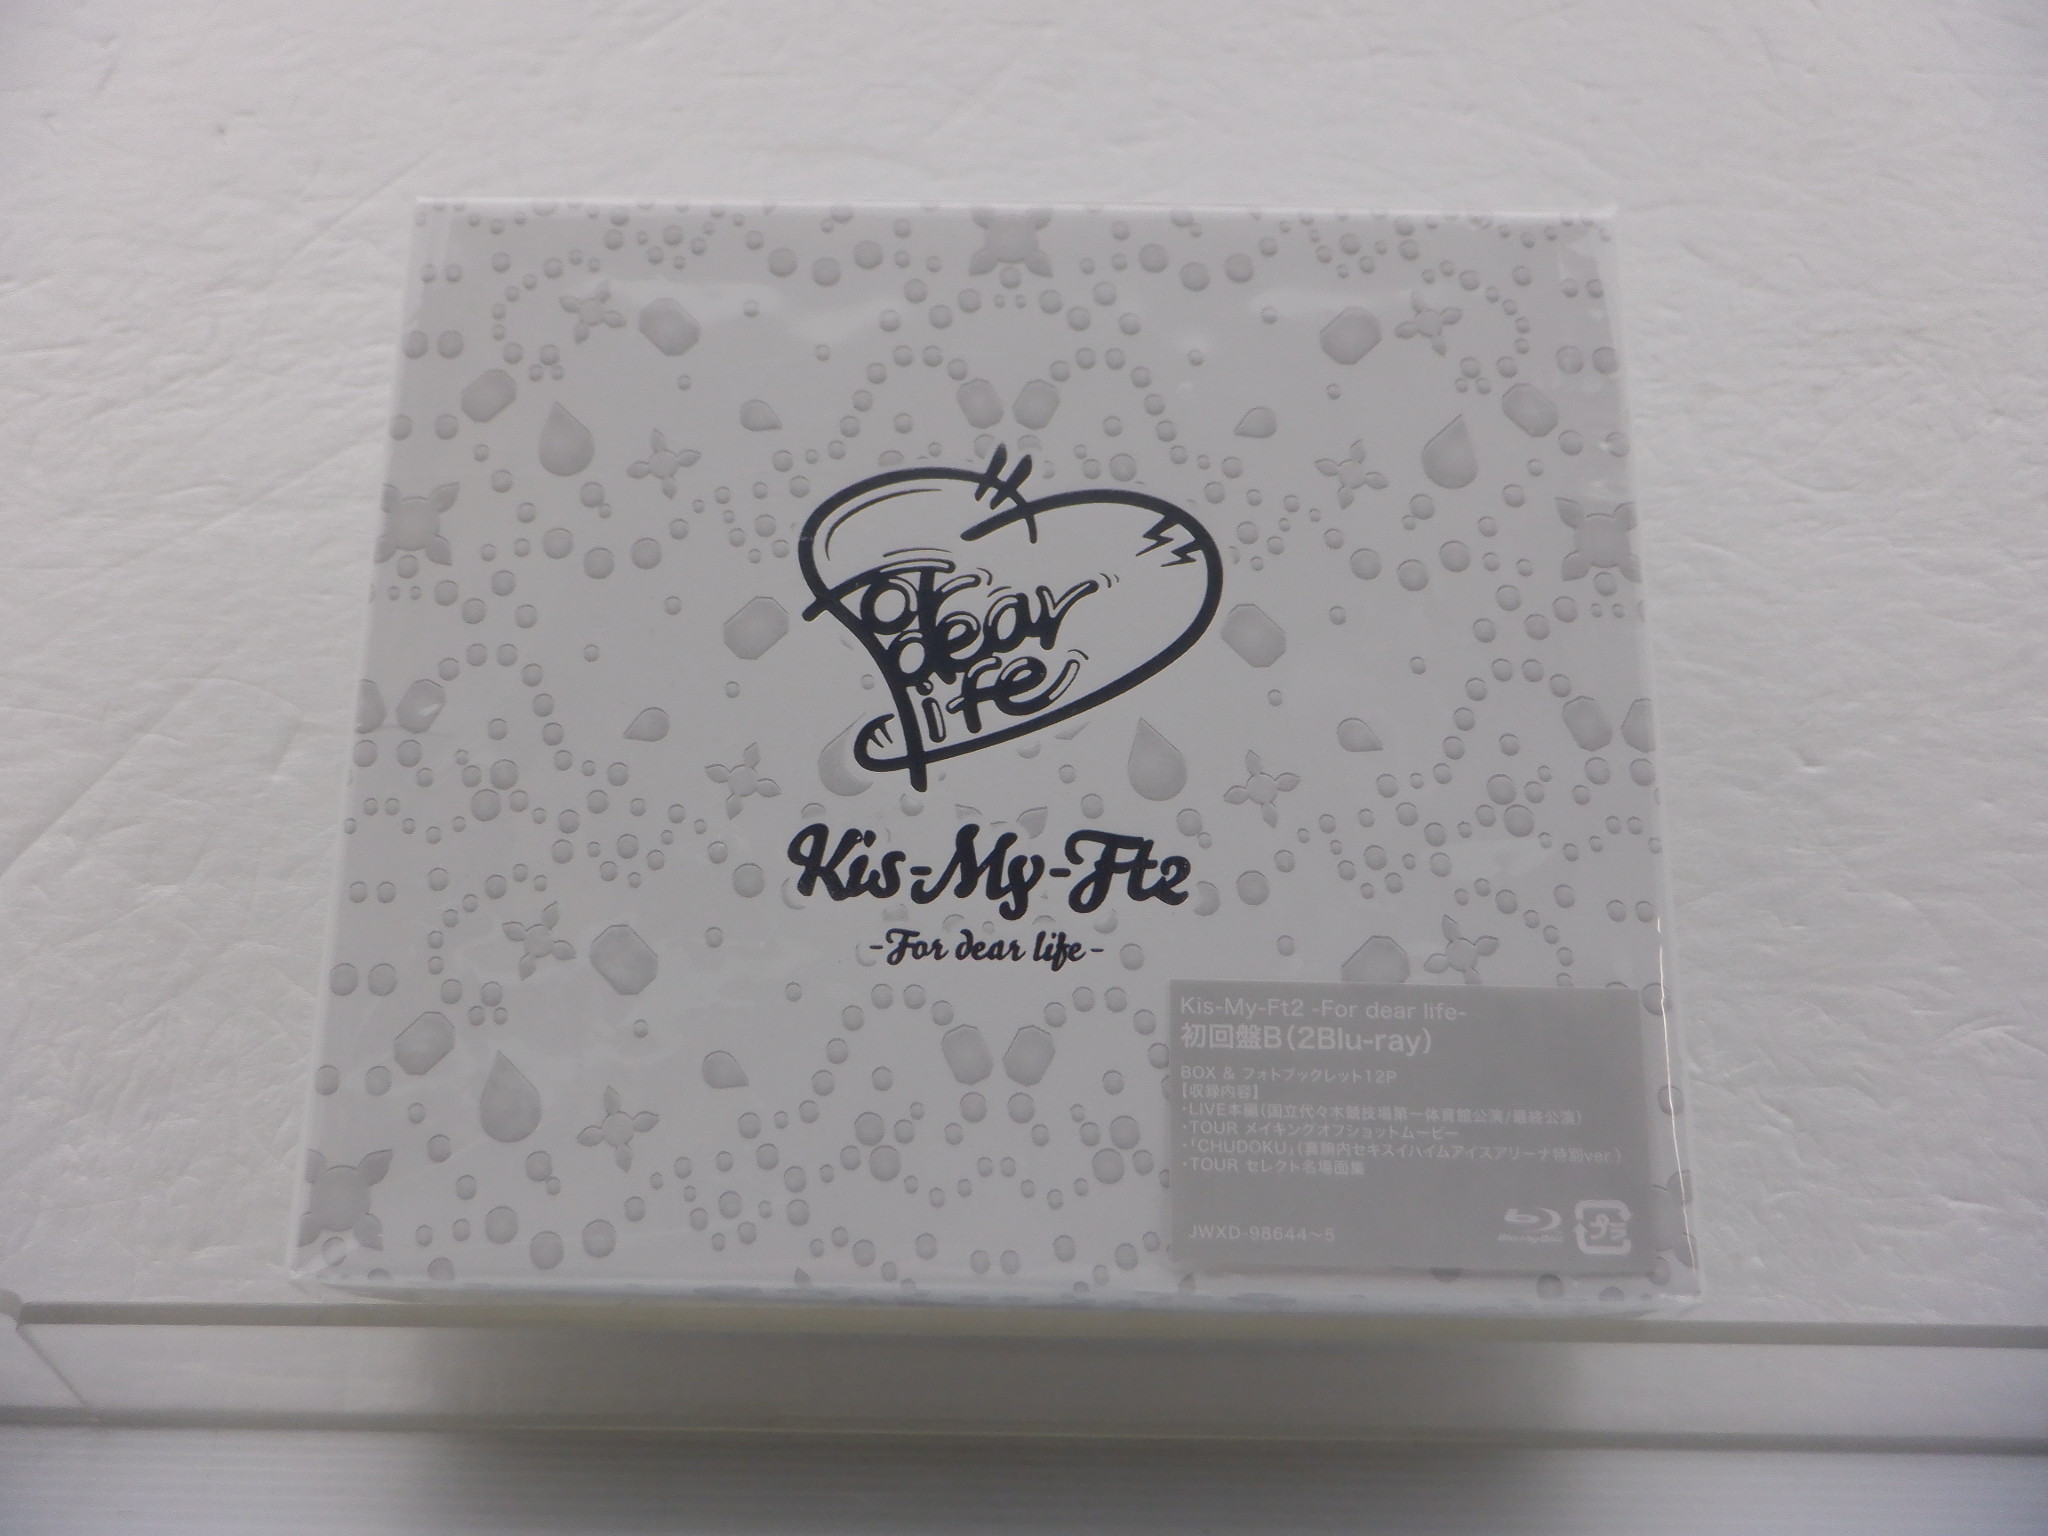 For
dear
life
Kis-My-Ft2
-For dear life-
Kis-My-Ft2 -For dear life-
初回盤B(2Blu-ray)
BOX & フォトブックレット12P
【収録内容】
・LIVE本編(国立代々木競技場第一体育館公演/最終公演)
・TOUR メイキングオフショットムービー
・「CHUDOKU」(真駒内セキスイハイムアイスアリーナ特別ver.)
・TOUR セレクト名場面集
JWXD-98644~5
Blu-ray Disc
プラ